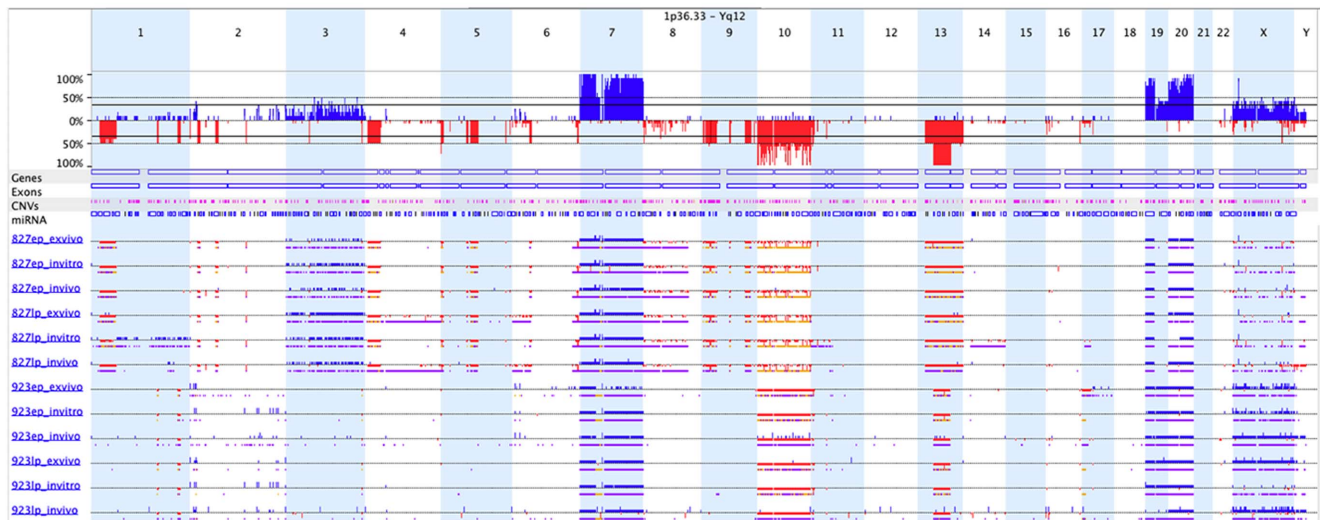 1p36.33 - Yq12
1 2 3 4 5 6 7 8 9 10 11 12 13 14 15 16 17 18 19 20 21 22 X Y
100%
50%
0%
50%
100%
Genes
Exons
CNVs
miRNA
827ep_exvivo
827ep_invitro
827ep_invivo
827lp_exvivo
827lp_invitro
827lp_invivo
923ep_exvivo
923ep_invitro
923ep_invivo
923lp_exvivo
923lp_invitro
923lp_invivo